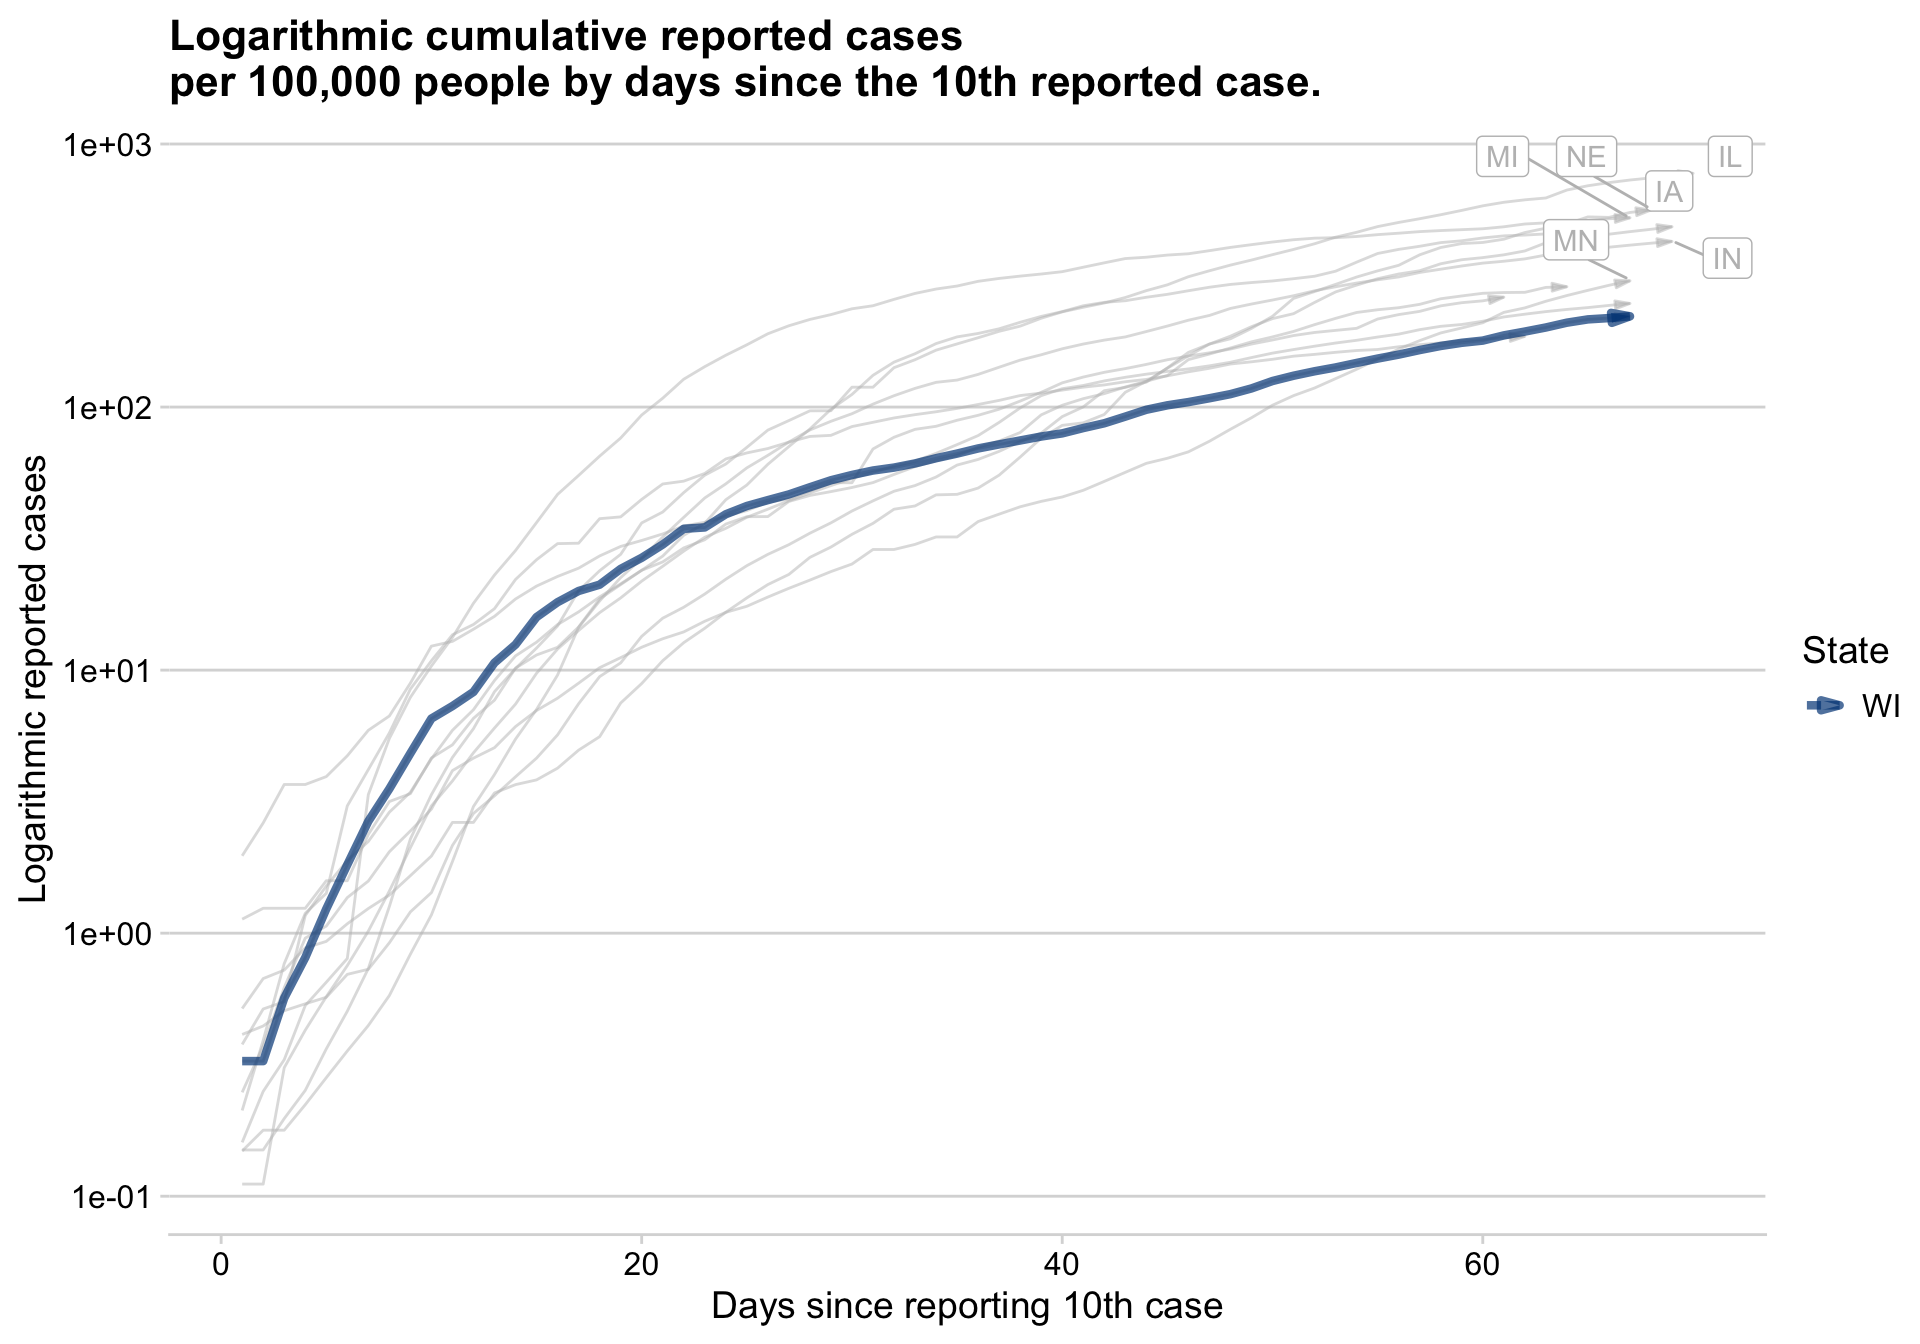 Logarithmic cumulative reported cases
per 100,000 people by days since the 10th reported case.
1e+03
1e+02
1e+01
1e+00
1e-01
Logarithmic reported cases
MI
NE
IL
IA
MN
IN
State
WI
0
20
40
60
Days since reporting 10th case